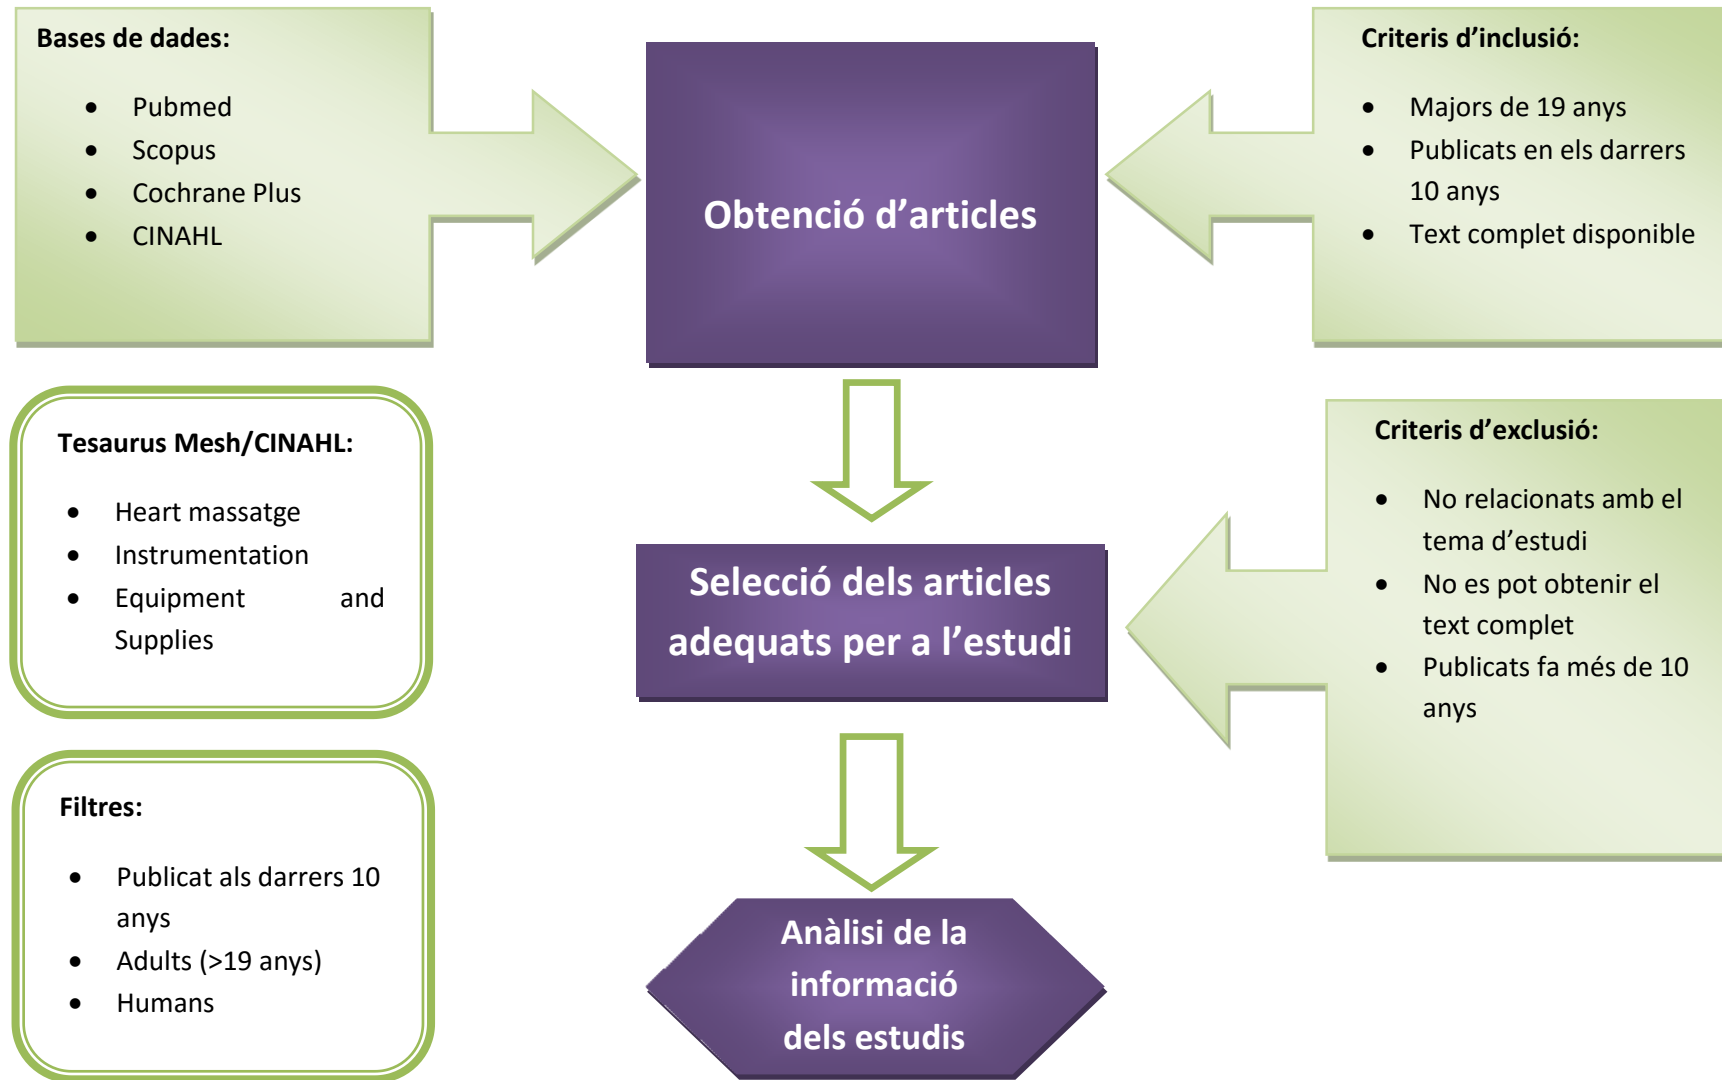 Bases de dades:
• Pubmed
• Scopus
• Cochrane Plus
• CINAHL
Obtenció d’articles
Criteris d’inclusió:
• Majors de 19 anys
• Publicats en els darrers
10 anys
• Text complet disponible
Tesaurus Mesh/CINAHL:
• Heart massatge
• Instrumentation
• Equipment and
Supplies
Selecció dels articles
adequats per a l’estudi
Criteris d’exclusió:
• No relacionats amb el
tema d’estudi
• No es pot obtenir el
text complet
• Publicats fa més de 10
anys
Filtres:
• Publicat als darrers 10
anys
• Adults (>19 anys)
• Humans
Anàlisi de la
informació
dels estudis